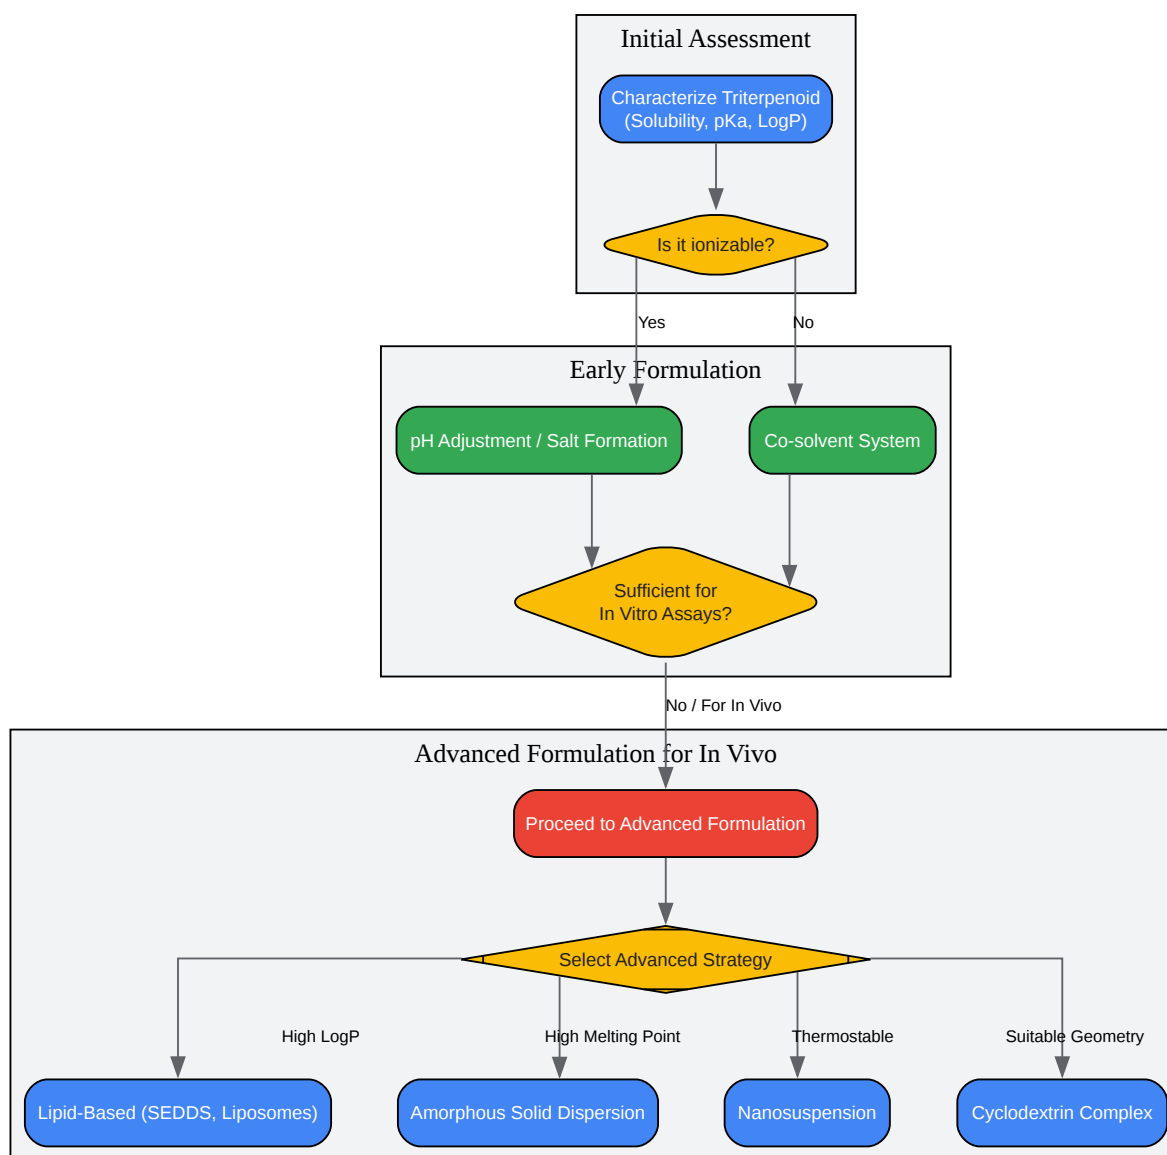 Initial Assessment
Characterize Triterpenoid
(Solubility, pKa, LogP)
Is it ionizable?
Yes
No
Early Formulation
pH Adjustment / Salt Formation
Co-solvent System
Sufficient for
In Vitro Assays?
No / For In Vivo
Advanced Formulation for In Vivo
Proceed to Advanced Formulation
Select Advanced Strategy
High LogP
High Melting Point
Thermostable
Suitable Geometry
Lipid-Based (SEDDS, Liposomes)
Amorphous Solid Dispersion
Nanosuspension
Cyclodextrin Complex